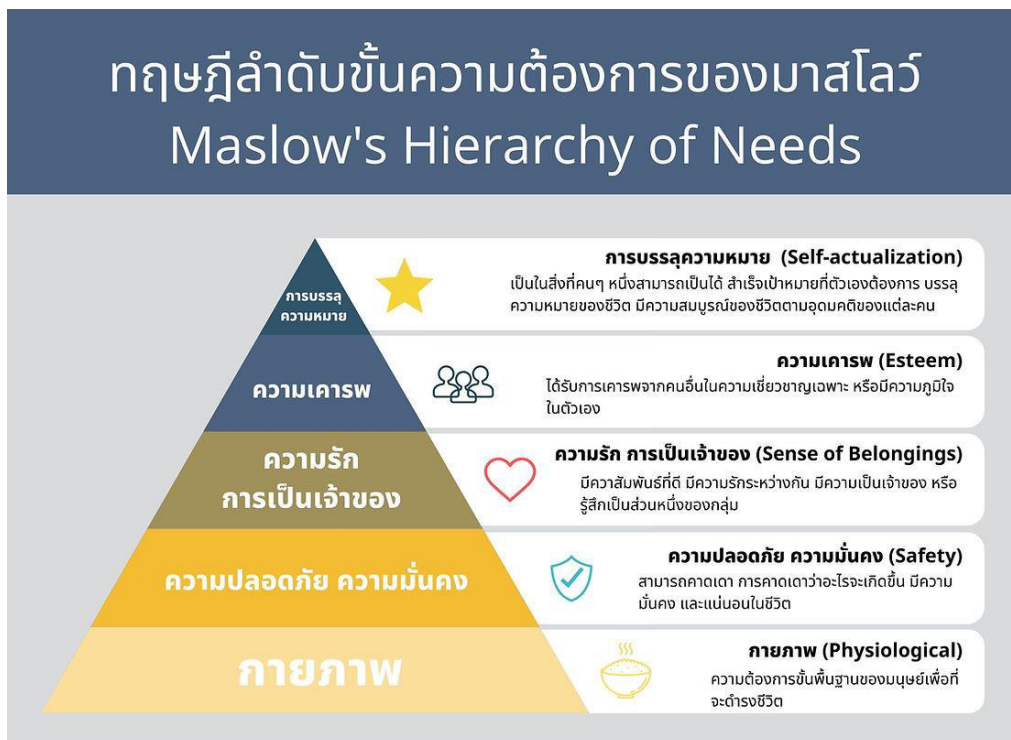 ทฤษฎีลำดับขั้นความต้องการของมาสโลว์
Maslow's Hierarchy of Needs
การบรรลุ
ความหมาย
การบรรลุความหมาย (Self-actualization)
เป็นในสิ่งที่คนๆ หนึ่งสามารถเป็นได้ สำเร็จเป้าหมายที่ตัวเองต้องการ บรรลุ
ความหมายของชีวิต มีความสมบูรณ์ของชีวิตตามอุดมคติของแต่ละคน
ความเคารพ
ความเคารพ (Esteem)
ได้รับการเคารพจากคนอื่นในความเชี่ยวชาญเฉพาะ หรือมีความภูมิใจ
ในตัวเอง
ความรัก
การเป็นเจ้าของ
ความรัก การเป็นเจ้าของ (Sense of Belongings)
มีควาสัมพันธ์ที่ดี มีความรักระหว่างกัน มีความเป็นเจ้าของ หรือ
รู้สึกเป็นส่วนหนึ่งของกลุ่ม
ความปลอดภัย ความมั่นคง
ความปลอดภัย ความมั่นคง (Safety)
สามารถคาดเดา การคาดเดาว่าอะไรจะเกิดขึ้น มีความ
มั่นคง และแน่นอนในชีวิต
กายภาพ
กายภาพ (Physiological)
ความต้องการขั้นพื้นฐานของมนุษย์เพื่อที่
จะดำรงชีวิต